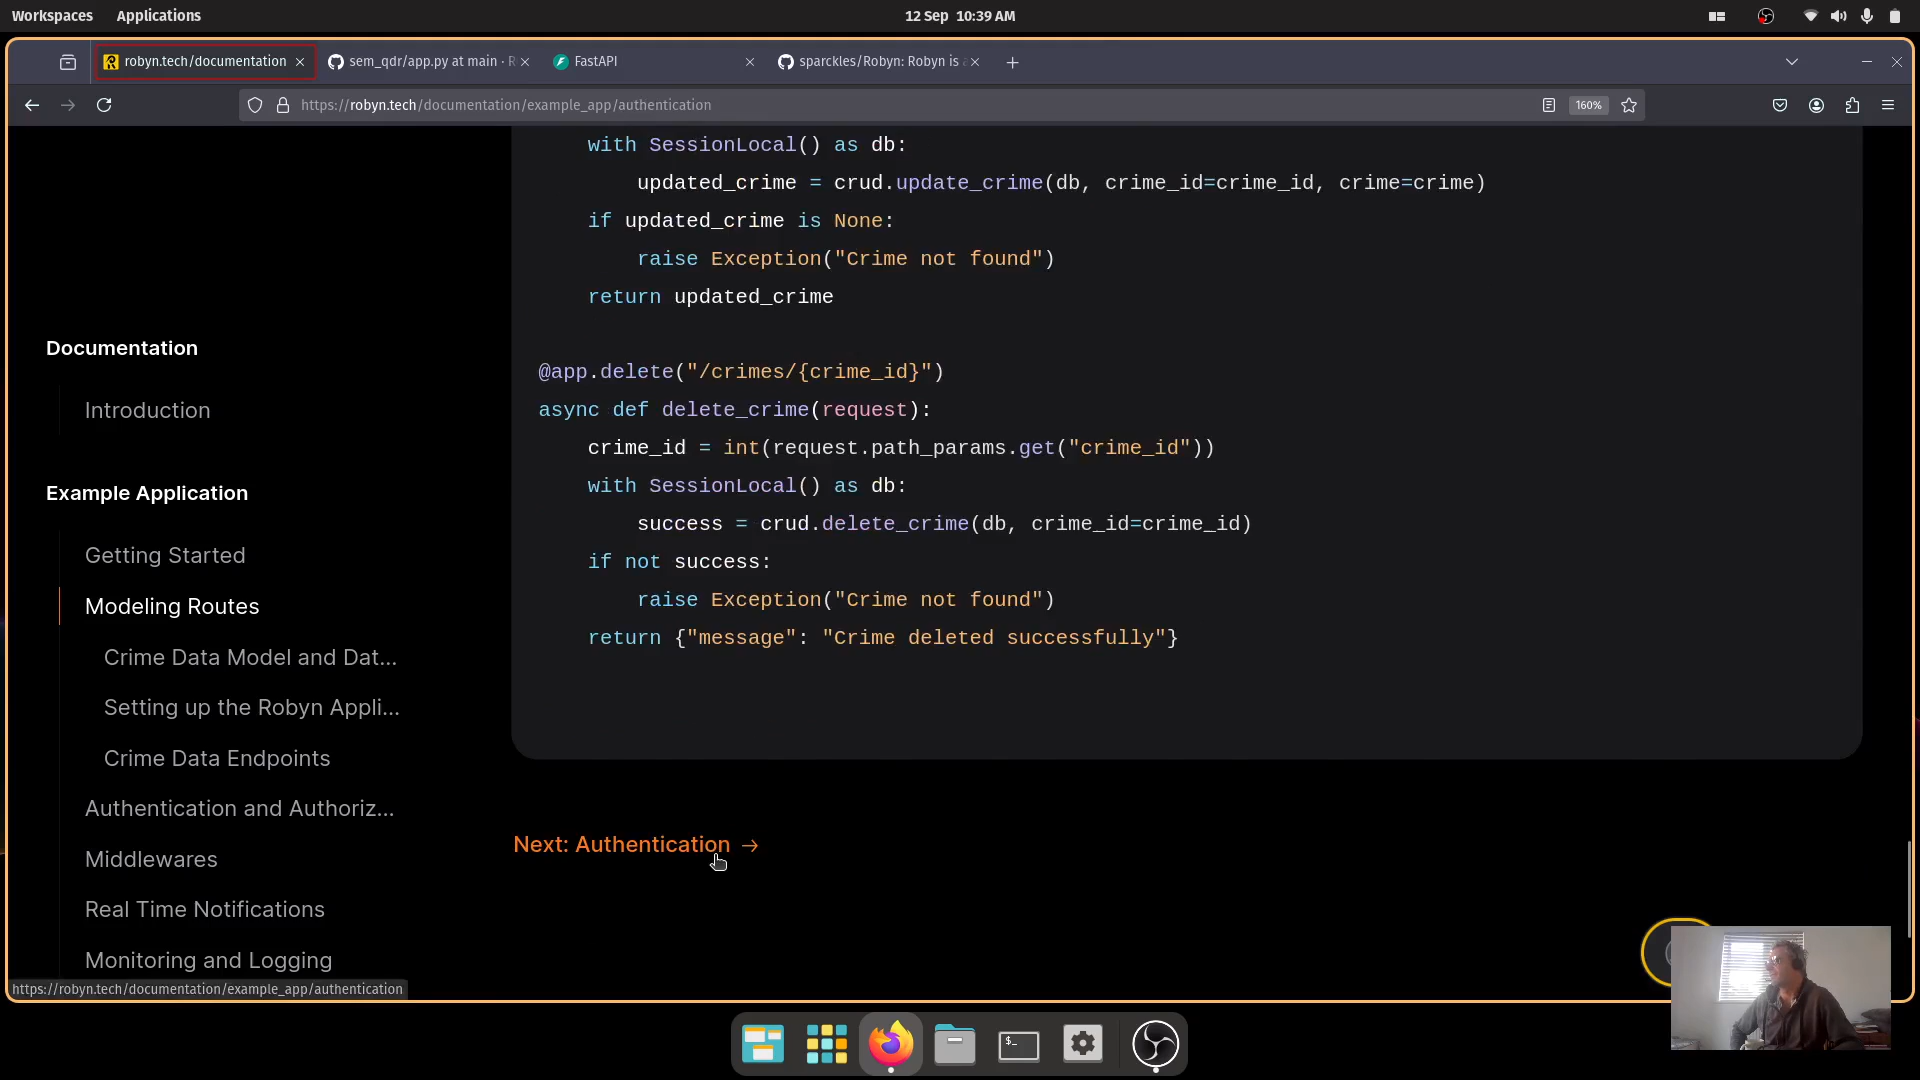 Workspaces Applications 12 Sep 10:39 AM
robyn.tech/documentation sem_qdr/app.py at main · R FastAPI sparckles/Robyn: Robyn is a
https://robyn.tech/documentation/example_app/authentication 160%
with SessionLocal() as db:
updated_crime = crud.update_crime(db, crime_id=crime_id, crime=crime)
if updated_crime is None:
raise Exception("Crime not found")
return updated_crime
@app.delete("/crimes/{crime_id}")
async def delete_crime(request):
crime_id = int(request.path_params.get("crime_id"))
with SessionLocal() as db:
success = crud.delete_crime(db, crime_id=crime_id)
if not success:
raise Exception("Crime not found")
return {"message": "Crime deleted successfully"}
Next: Authentication →
Documentation
Introduction
Example Application
Getting Started
Modeling Routes
Crime Data Model and Dat...
Setting up the Robyn Appli...
Crime Data Endpoints
Authentication and Authoriz...
Middlewares
Real Time Notifications
Monitoring and Logging
https://robyn.tech/documentation/example_app/authentication
$_